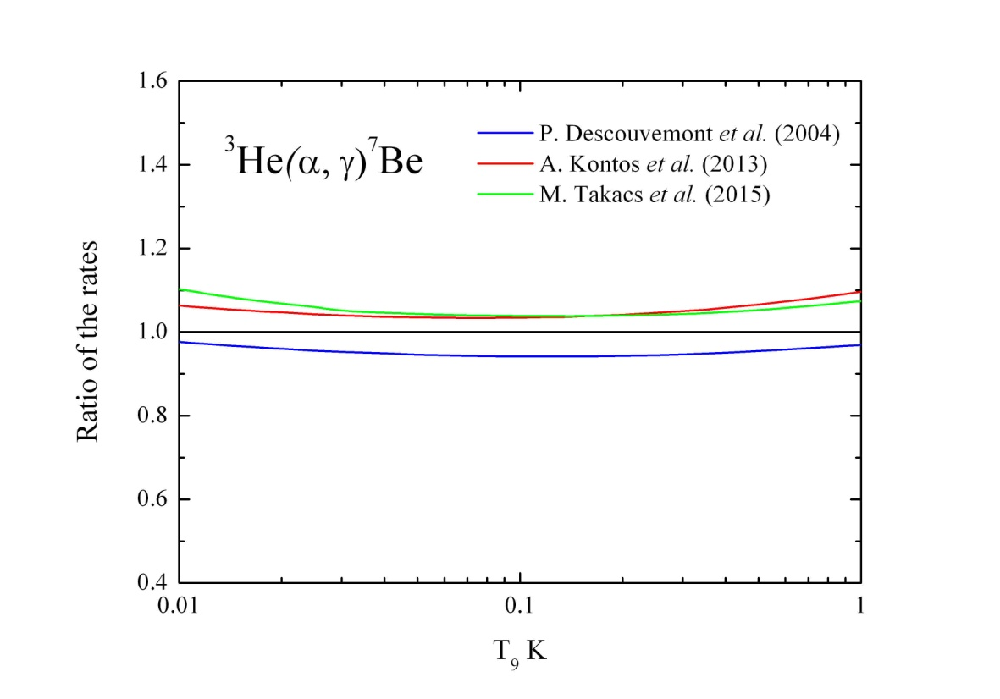 1.6
1.4
1.2
1.0
0.8
0.6
0.4
0.01
0.1
1
³He(α, γ)⁷Be
P. Descouvemont et al. (2004)
A. Kontos et al. (2013)
M. Takacs et al. (2015)
Ratio of the rates
T₉ K